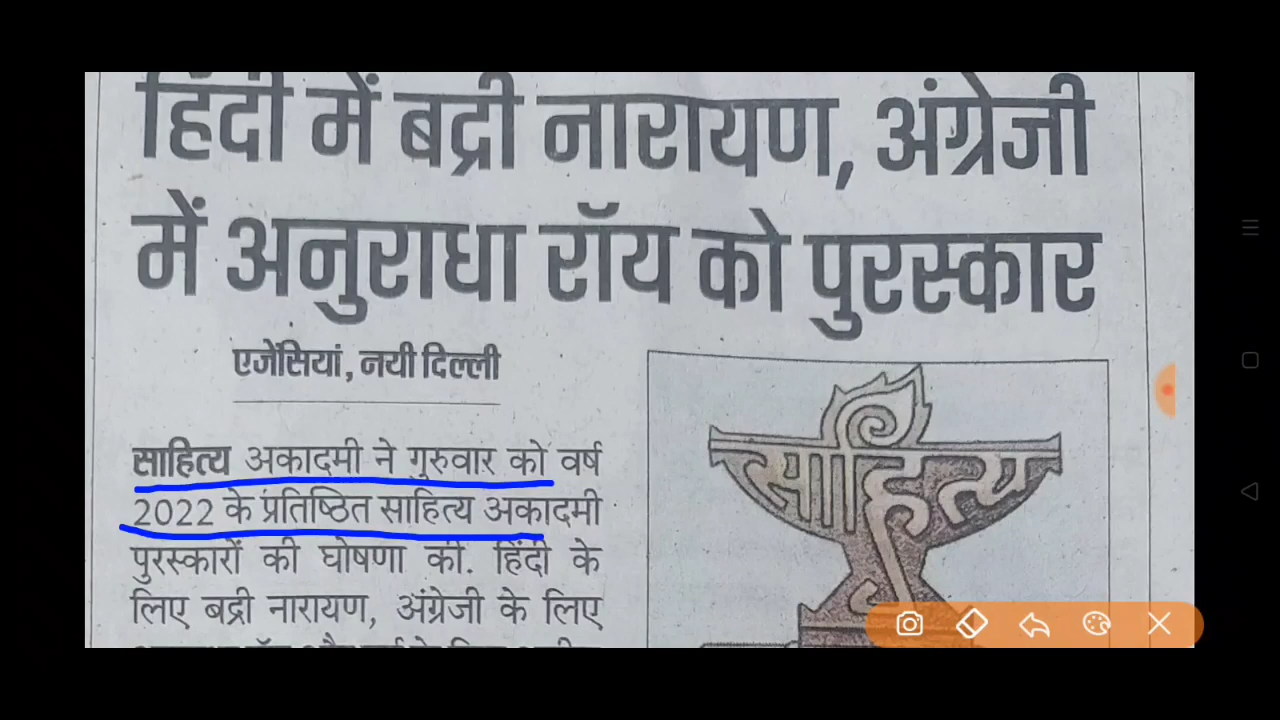 हिंदी में बद्री नारायण, अंग्रेजी
में अनुराधा रॉय को पुरस्कार
एजेंसियां, नयी दिल्ली
साहित्य अकादमी ने गुरुवार को वर्ष
2022 के प्रतिष्ठित साहित्य अकादमी
पुरस्कारों की घोषणा की. हिंदी के
लिए बद्री नारायण, अंग्रेजी के लिए
साहित्य